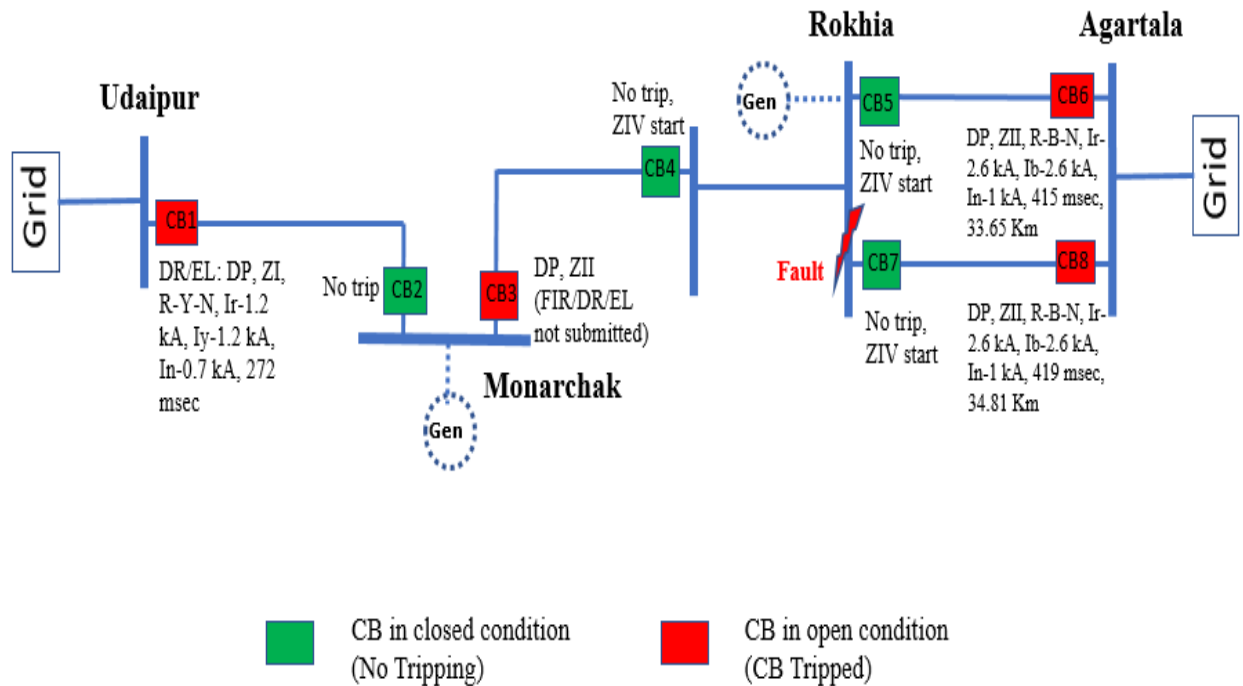 Rokhia
Agartala
Udaipur
Grid
CB1
DR/EL: DP, ZI,
R-Y-N, Ir-1.2
kA, Iy-1.2 kA,
In-0.7 kA, 272
msec
No trip
CB2
CB3
DP, ZII
(FIR/DR/EL
not submitted)
Monarchak
Gen
No trip,
ZIV start
CB4
Gen
CB5
No trip,
ZIV start
Fault
CB7
No trip,
ZIV start
CB6
DP, ZII, R-B-N, Ir-
2.6 kA, Ib-2.6 kA,
In-1 kA, 415 msec,
33.65 Km
CB8
DP, ZII, R-B-N, Ir-
2.6 kA, Ib-2.6 kA,
In-1 kA, 419 msec,
34.81 Km
Grid
CB in closed condition
(No Tripping)
CB in open condition
(CB Tripped)